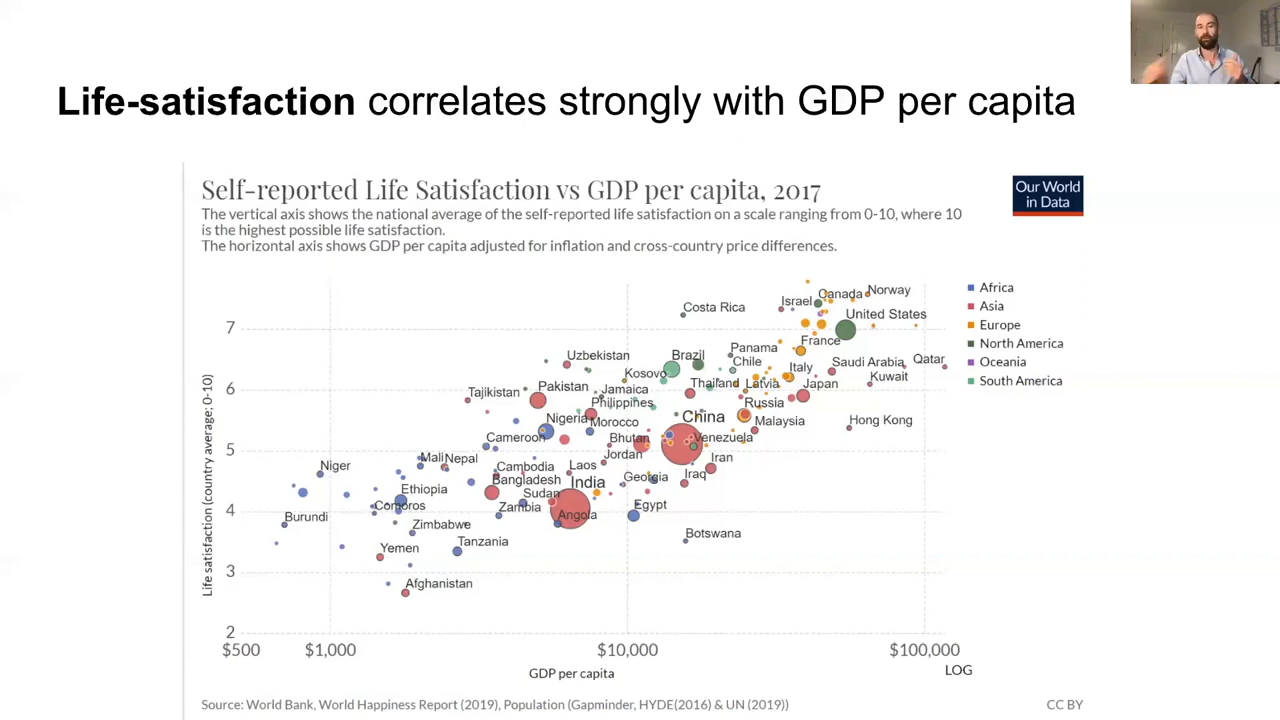 Life-satisfaction correlates strongly with GDP per capita
Self-reported Life Satisfaction vs GDP per capita, 2017
Our World
in Data
The vertical axis shows the national average of the self-reported life satisfaction on a scale ranging from 0-10, where 10
is the highest possible life satisfaction.
The horizontal axis shows GDP per capita adjusted for inflation and cross-country price differences.
Life satisfaction (country average; 0-10)
7
6
5
4
3
2
Canada
Norway
Israel
Costa Rica
United States
France
Panama
Uzbekistan
Brazil
Chile
Saudi Arabia
Qatar
Italy
Kosovo
Kuwait
Thailand
Latvia
Japan
Pakistan
Jamaica
Tajikistan
Philippines
Russia
China
Nigeria
Morocco
Malaysia
Hong Kong
Cameroon
Bhutan
Venezuela
Jordan
Mali
Nepal
Iran
Niger
Cambodia
Laos
Bangladesh
Georgia
Iraq
India
Ethiopia
Sudan
Comoros
Zambia
Egypt
Angola
Burundi
Zimbabwe
Botswana
Tanzania
Yemen
Afghanistan
Africa
Asia
Europe
North America
Oceania
South America
$500
$1,000
$10,000
$100,000
LOG
GDP per capita
Source: World Bank, World Happiness Report (2019), Population (Gapminder, HYDE(2016) & UN (2019))
CC BY